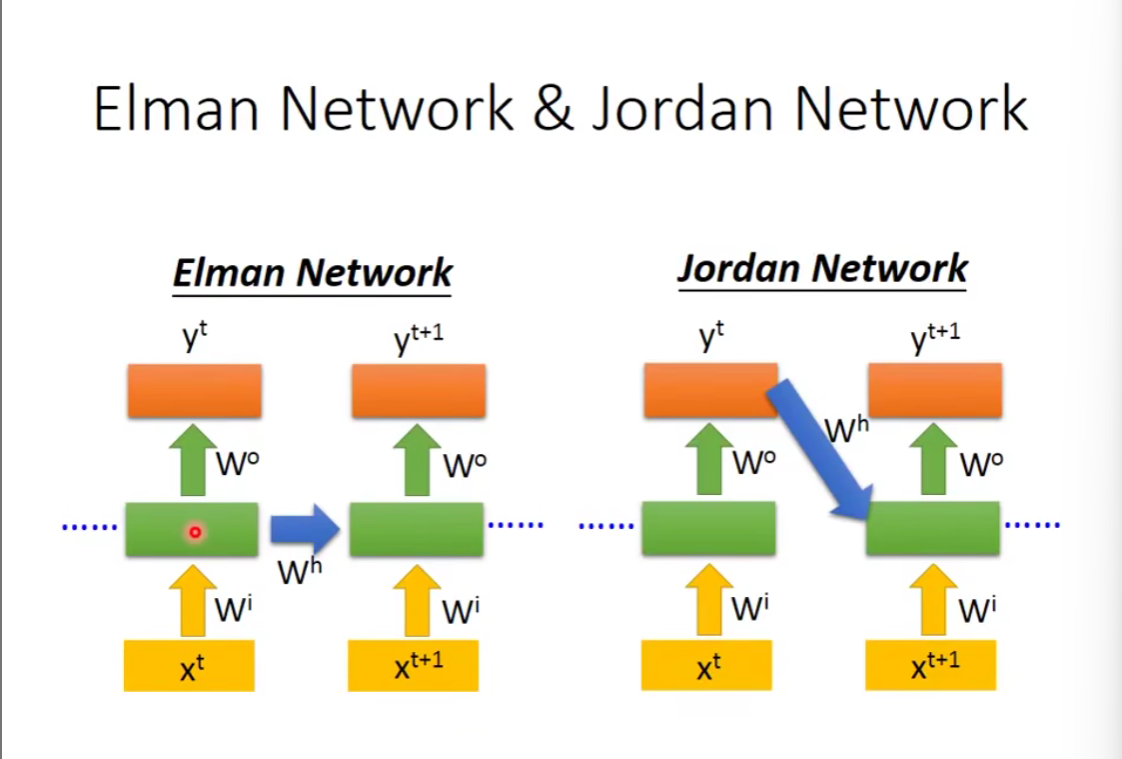 Elman Network & Jordan Network
Elman Network
y^t
y^t+1
W^o
W^o
......
......
W^h
W^i
W^i
x^t
x^t+1
Jordan Network
y^t
y^t+1
W^h
W^o
W^o
......
......
W^i
W^i
x^t
x^t+1